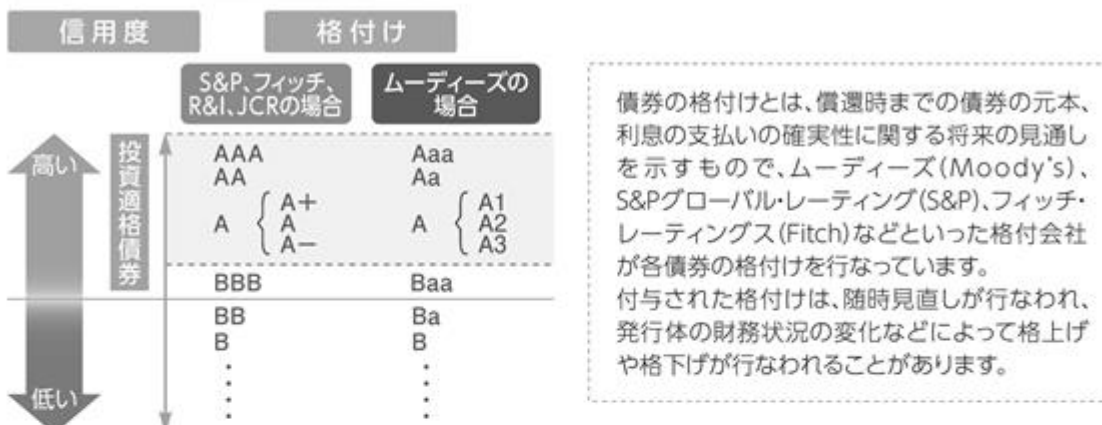 信用度
格付け
S&P、フィッチ、
R&I、JCRの場合
ムーディーズの
場合
高い
投資適格債券
AAA Aaa
AA Aa
A A+ A A1
A A2
A− A3
BBB Baa
BB Ba
B B
低い
債券の格付けとは、償還時までの債券の元本、
利息の支払いの確実性に関する将来の見通し
を示すもので、ムーディーズ(Moody's)、
S&Pグローバル・レーティング(S&P)、フィッチ・
レーティングス(Fitch)などといった格付会社
が各債券の格付けを行なっています。
付与された格付けは、随時見直しが行なわれ、
発行体の財務状況の変化などによって格上げ
や格下げが行なわれることがあります。